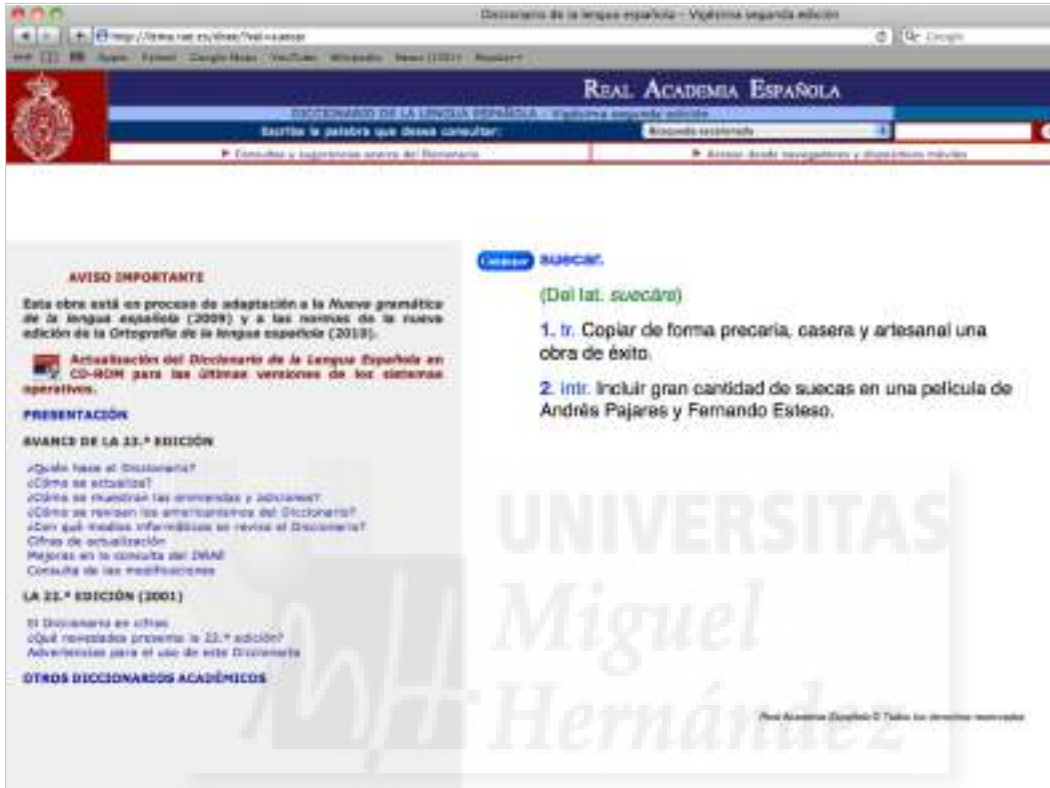 Diccionario de la lengua española - Vigésima segunda edición
Google
Apple Yahoo! Google Maps YouTube Wikipedia News Popular
REAL ACADEMIA ESPAÑOLA
DICCIONARIO DE LA LENGUA ESPAÑOLA - Vigésima segunda edición
Escriba la palabra que desea consultar:
Consultas y sugerencias acerca del Diccionario
Acceso desde navegadores y dispositivos móviles
AVISO IMPORTANTE
Esta obra está en proceso de adaptación a la Nueva gramática
de la lengua española (2009) y a las normas de la nueva
edición de la Ortografía de la lengua española (2010).
Actualización del Diccionario de la Lengua Española en
CD-ROM para las últimas versiones de los sistemas
operativos.
PRESENTACIÓN
AVANCE DE LA 23.ª EDICIÓN
¿Quién hace el Diccionario?
¿Cómo se actualiza?
¿Cómo se muestran las enmiendas y adiciones?
¿Cómo se revisan los americanismos del Diccionario?
¿Con qué medios informáticos se revisa el Diccionario?
Cifras de actualización
Mejoras en la consulta del DRAE
Consulta de las modificaciones
LA 22.ª EDICIÓN (2001)
El Diccionario en cifras
¿Qué novedades presenta la 22.ª edición?
Advertencias para el uso de este Diccionario
OTROS DICCIONARIOS ACADÉMICOS
suecar.
(Del lat. suecāre)
1. tr. Copiar de forma precaria, casera y artesanal una
obra de éxito.
2. intr. Incluir gran cantidad de suecas en una película de
Andrés Pajares y Fernando Esteso.
UNIVERSITAS
Miguel
Hernández
Real Academia Española © Todos los derechos reservados